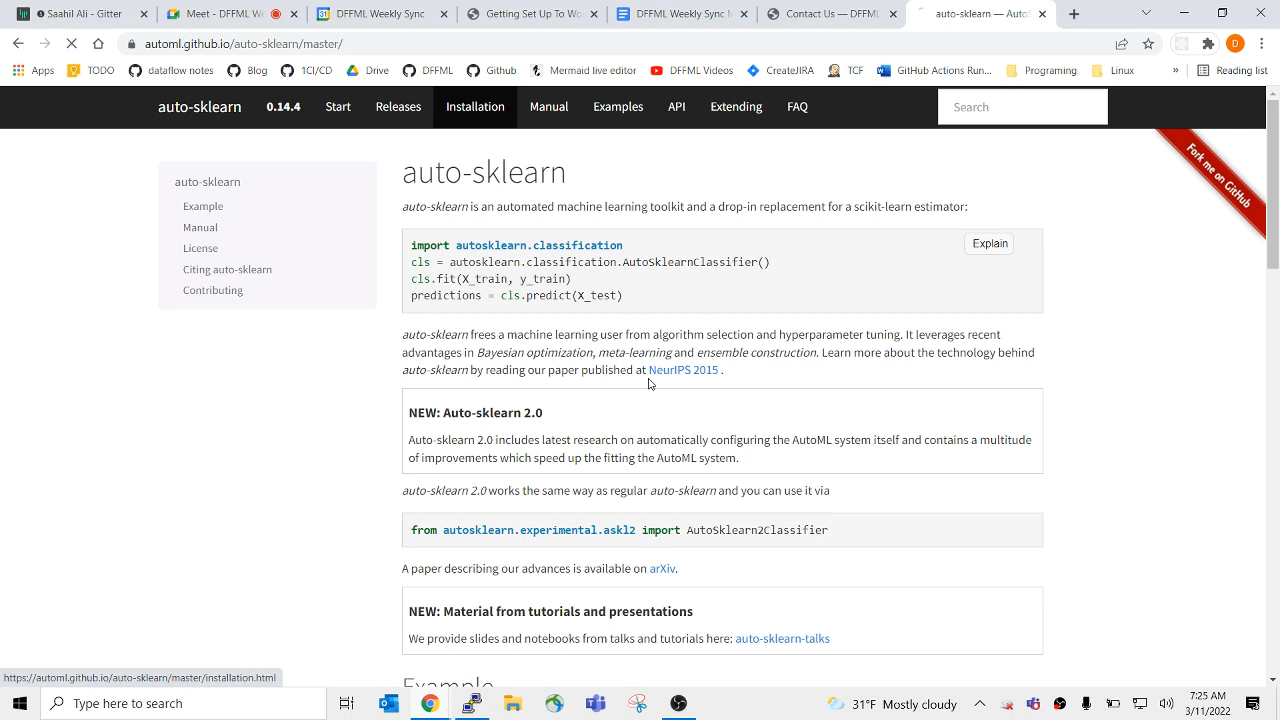 Sahil Ali - Gitter
Meet - DFFML W
DFFML Weekly Sync
Getting Set Up To Wo
DFFML Weekly Sync
Contact Us — DFFML
auto-sklearn — AutoS
automl.github.io/auto-sklearn/master/
Apps
TODO
dataflow notes
Blog
1CI/CD
Drive
DFFML
Github
Mermaid live editor
DFFML Videos
CreateJIRA
TCF
GitHub Actions Run...
Programing
Linux
»
Reading list
auto-sklearn
0.14.4
Start
Releases
Installation
Manual
Examples
API
Extending
FAQ
Search
Fork me on GitHub
auto-sklearn
Example
Manual
License
Citing auto-sklearn
Contributing
auto-sklearn
auto-sklearn is an automated machine learning toolkit and a drop-in replacement for a scikit-learn estimator:
Explain
import autosklearn.classification
cls = autosklearn.classification.AutoSklearnClassifier()
cls.fit(X_train, y_train)
predictions = cls.predict(X_test)
auto-sklearn frees a machine learning user from algorithm selection and hyperparameter tuning. It leverages recent
advantages in Bayesian optimization, meta-learning and ensemble construction. Learn more about the technology behind
auto-sklearn by reading our paper published at NeurIPS 2015 .
NEW: Auto-sklearn 2.0
Auto-sklearn 2.0 includes latest research on automatically configuring the AutoML system itself and contains a multitude
of improvements which speed up the fitting the AutoML system.
auto-sklearn 2.0 works the same way as regular auto-sklearn and you can use it via
from autosklearn.experimental.askl2 import AutoSklearn2Classifier
A paper describing our advances is available on arXiv.
NEW: Material from tutorials and presentations
We provide slides and notebooks from talks and tutorials here: auto-sklearn-talks
Example
https://automl.github.io/auto-sklearn/master/installation.html
Type here to search
31°F Mostly cloudy
7:25 AM
3/11/2022